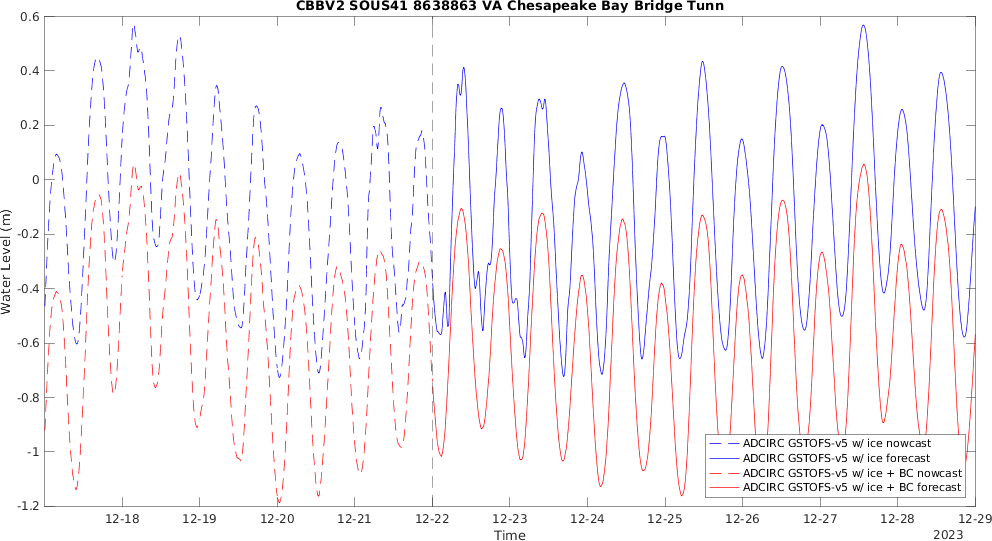 CBBV2 SOUS41 8638863 VA Chesapeake Bay Bridge Tunn
0.6
0.4
0.2
0
-0.2
-0.4
-0.6
-0.8
-1
-1.2
Water Level (m)
ADCIRC GSTOFS-v5 w/ ice nowcast
ADCIRC GSTOFS-v5 w/ ice forecast
ADCIRC GSTOFS-v5 w/ ice + BC nowcast
ADCIRC GSTOFS-v5 w/ ice + BC forecast
12-18 12-19 12-20 12-21 12-22 12-23 12-24 12-25 12-26 12-27 12-28 12-29
Time
2023